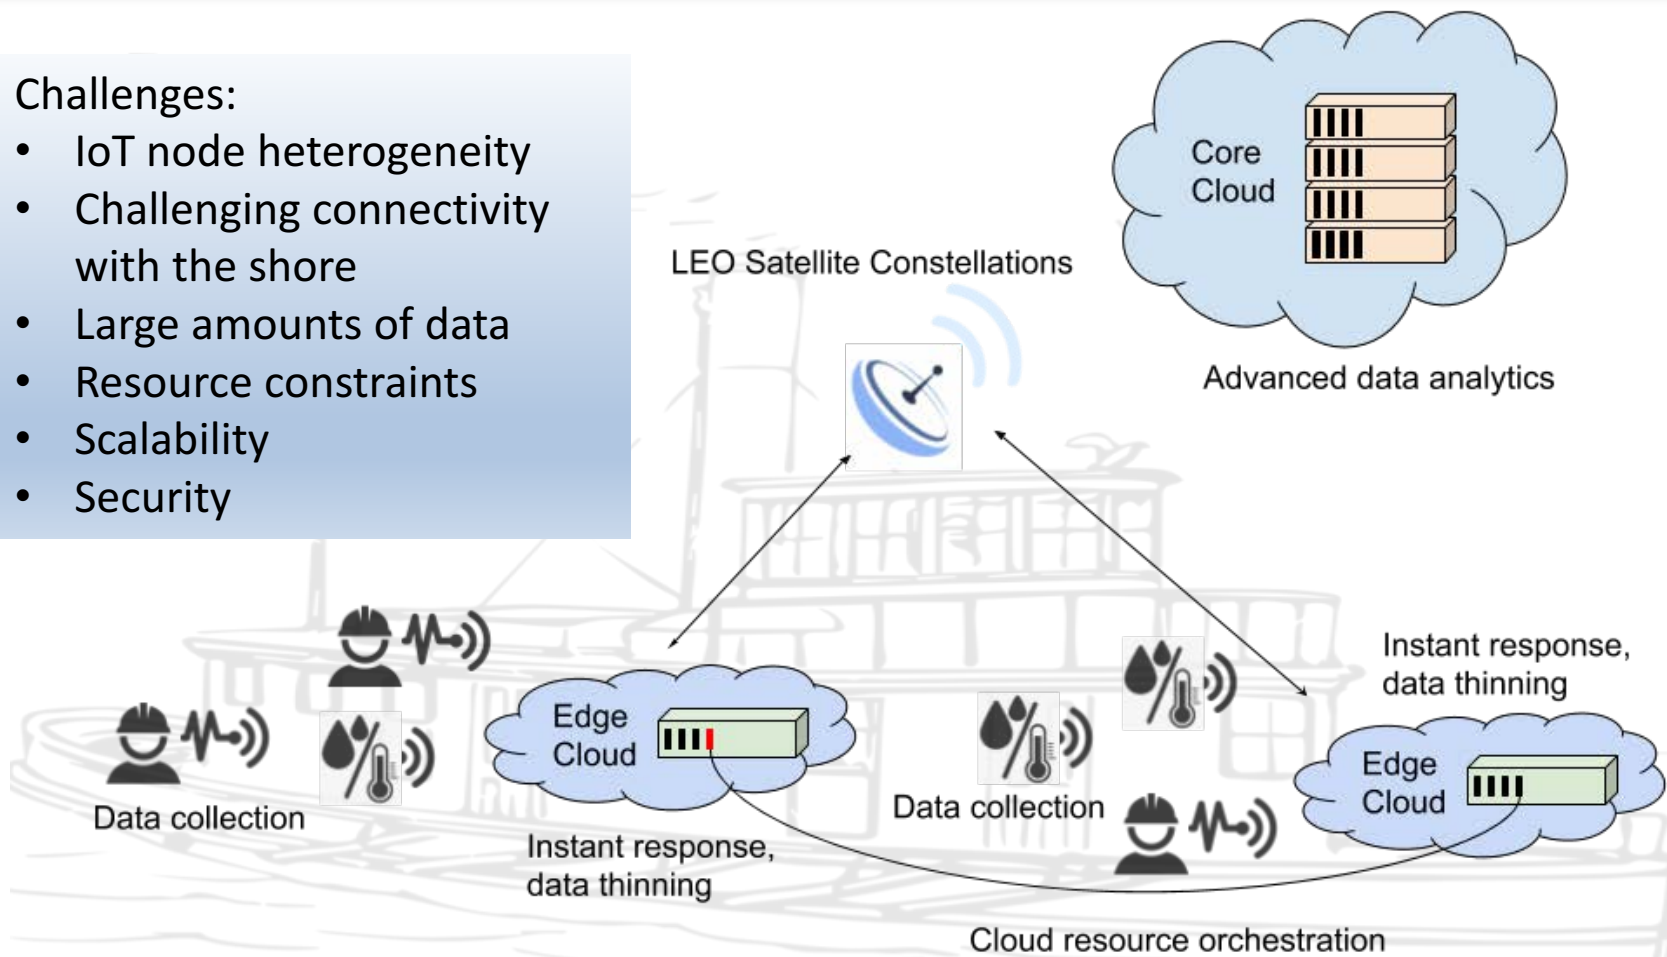 Challenges:
• IoT node heterogeneity
• Challenging connectivity
with the shore
• Large amounts of data
• Resource constraints
• Scalability
• Security
LEO Satellite Constellations
Core
Cloud
Advanced data analytics
Data collection
Edge
Cloud
Instant response,
data thinning
Data collection
Instant response,
data thinning
Edge
Cloud
Cloud resource orchestration